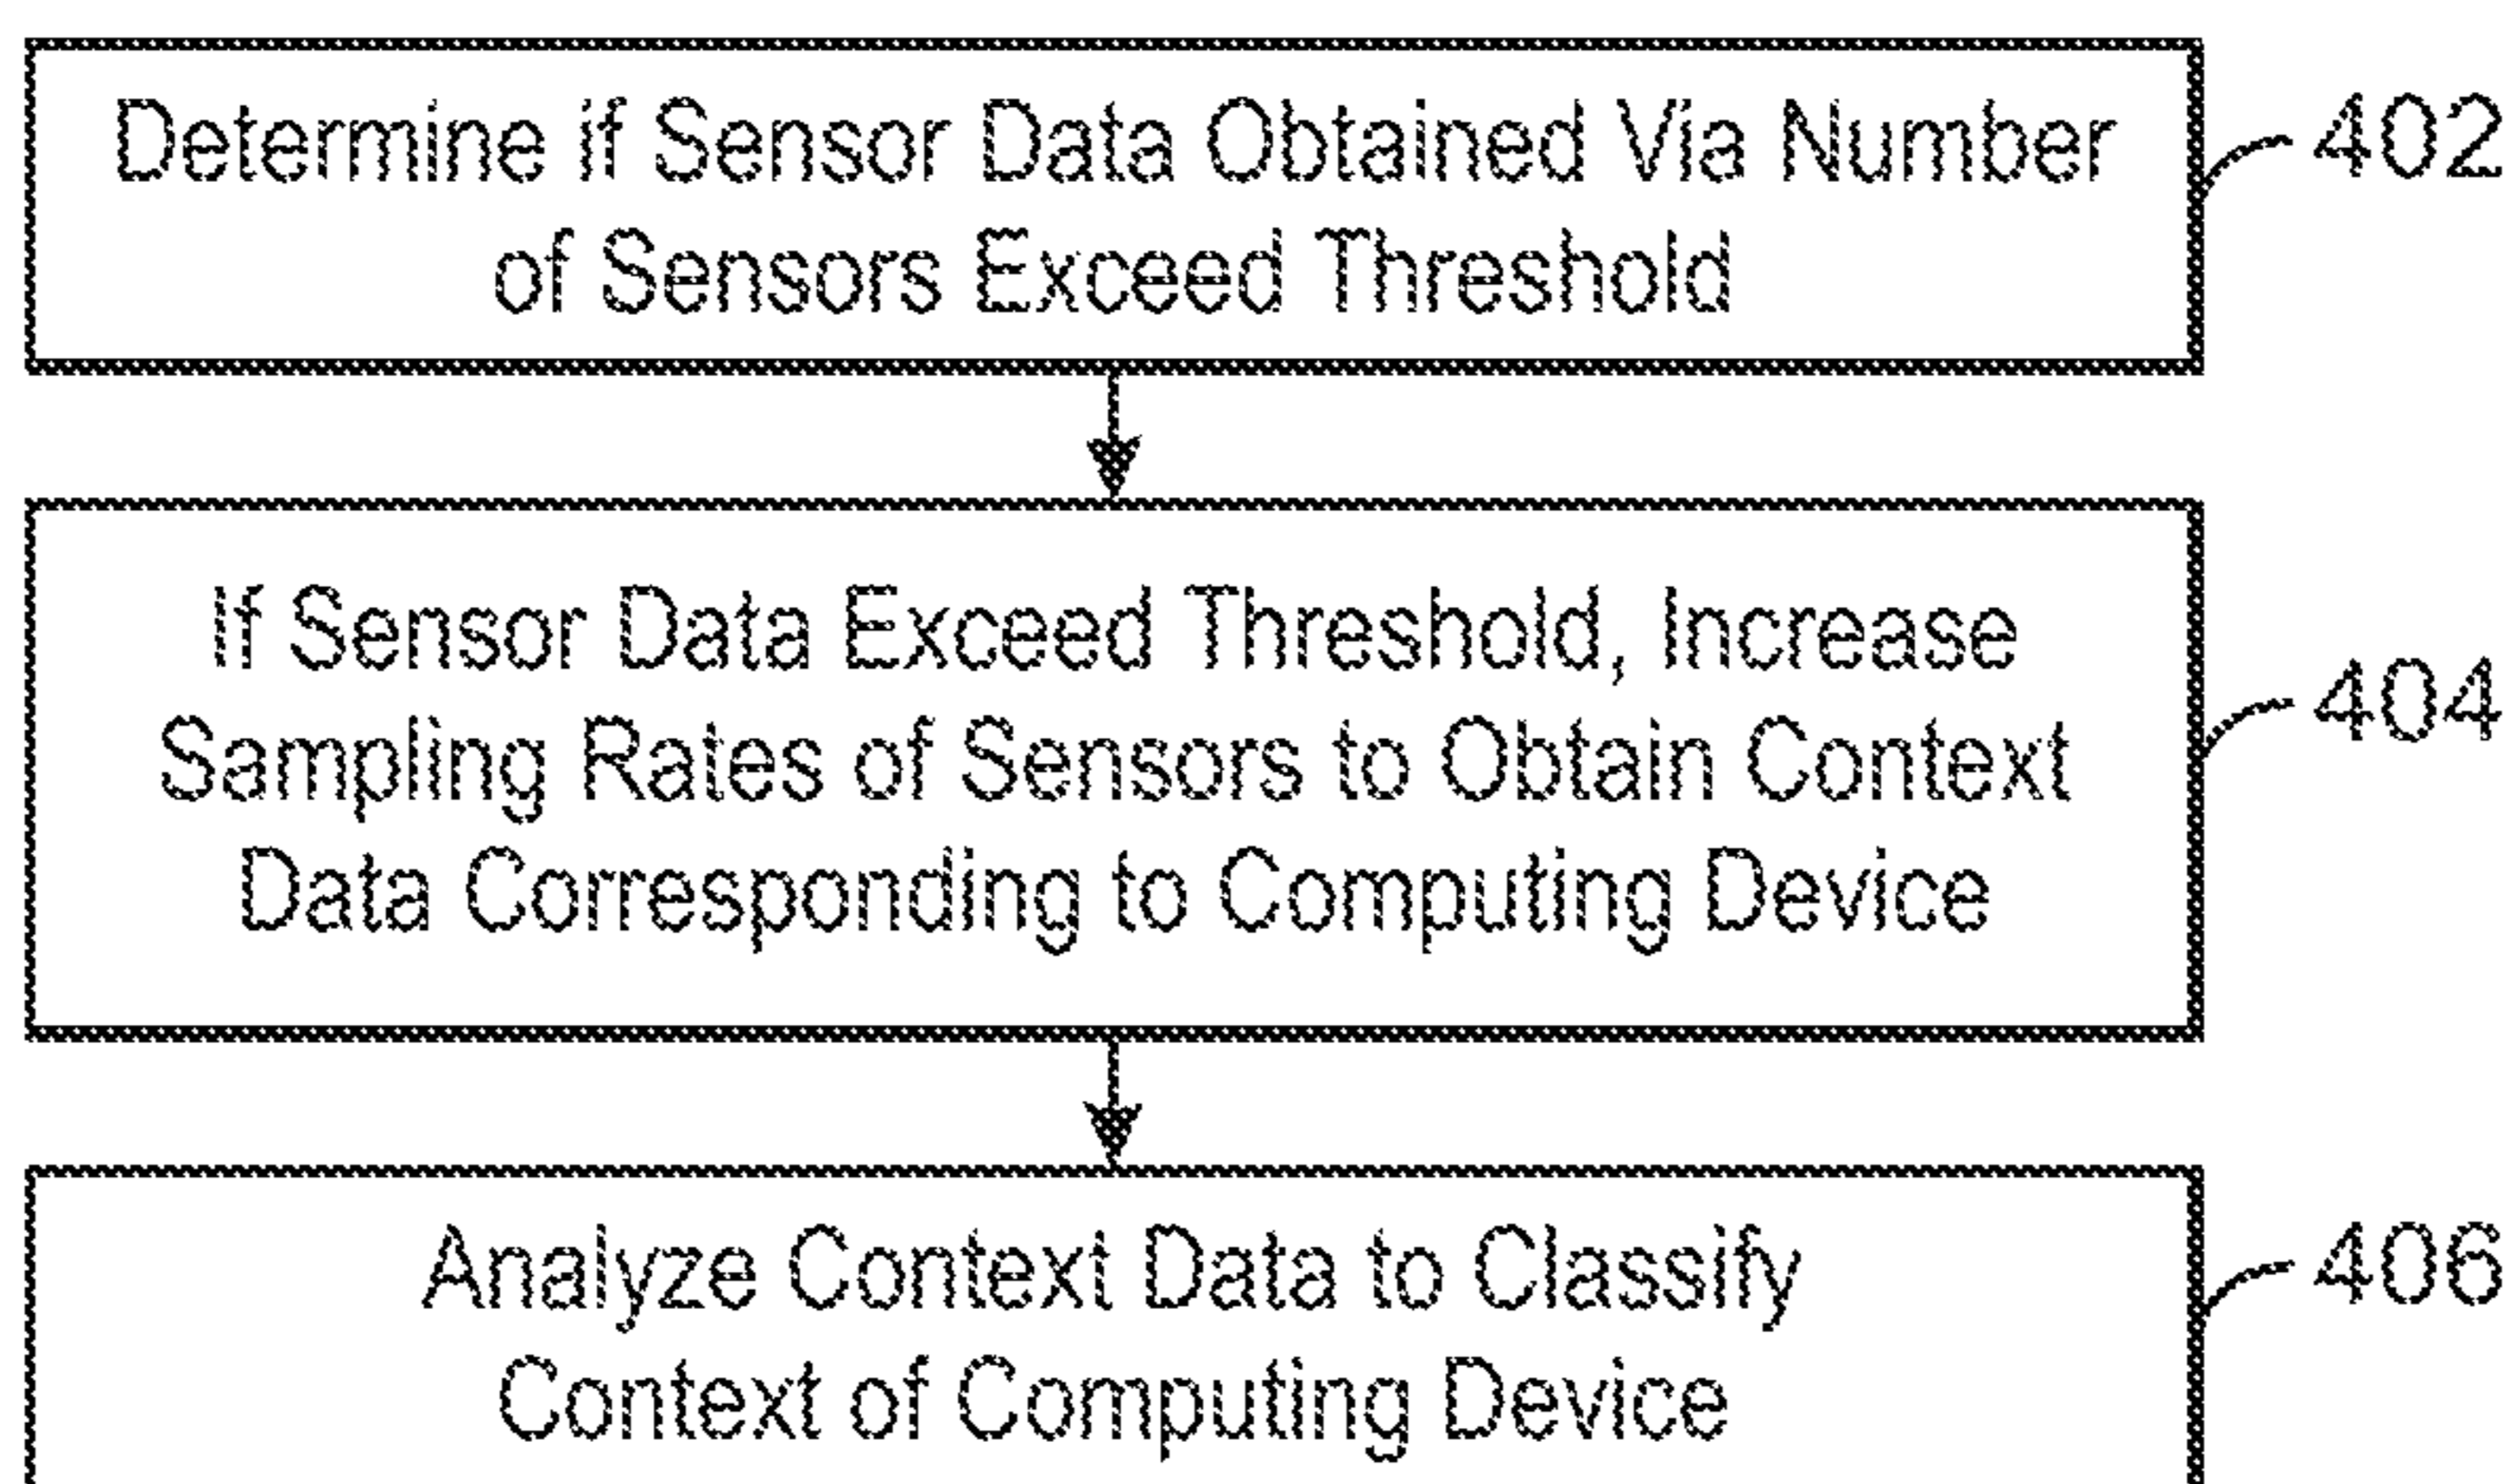 Determine if Sensor Data Obtained Via Number
of Sensors Exceed Threshold
402
If Sensor Data Exceed Threshold, Increase
Sampling Rates of Sensors to Obtain Context
Data Corresponding to Computing Device
404
Analyze Context Data to Classify
Context of Computing Device
406